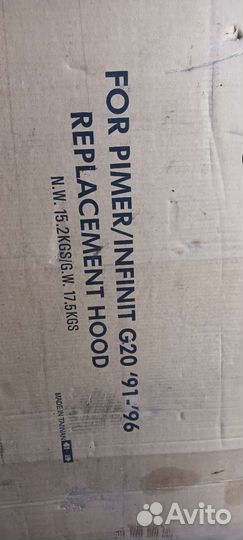 FOR PIMER/INFINIT G20 '91-'96
REPLACEMENT HOOD
N.W. 15.2KGS/G.W. 17.5KGS
MADE IN TAIWAN
Avito